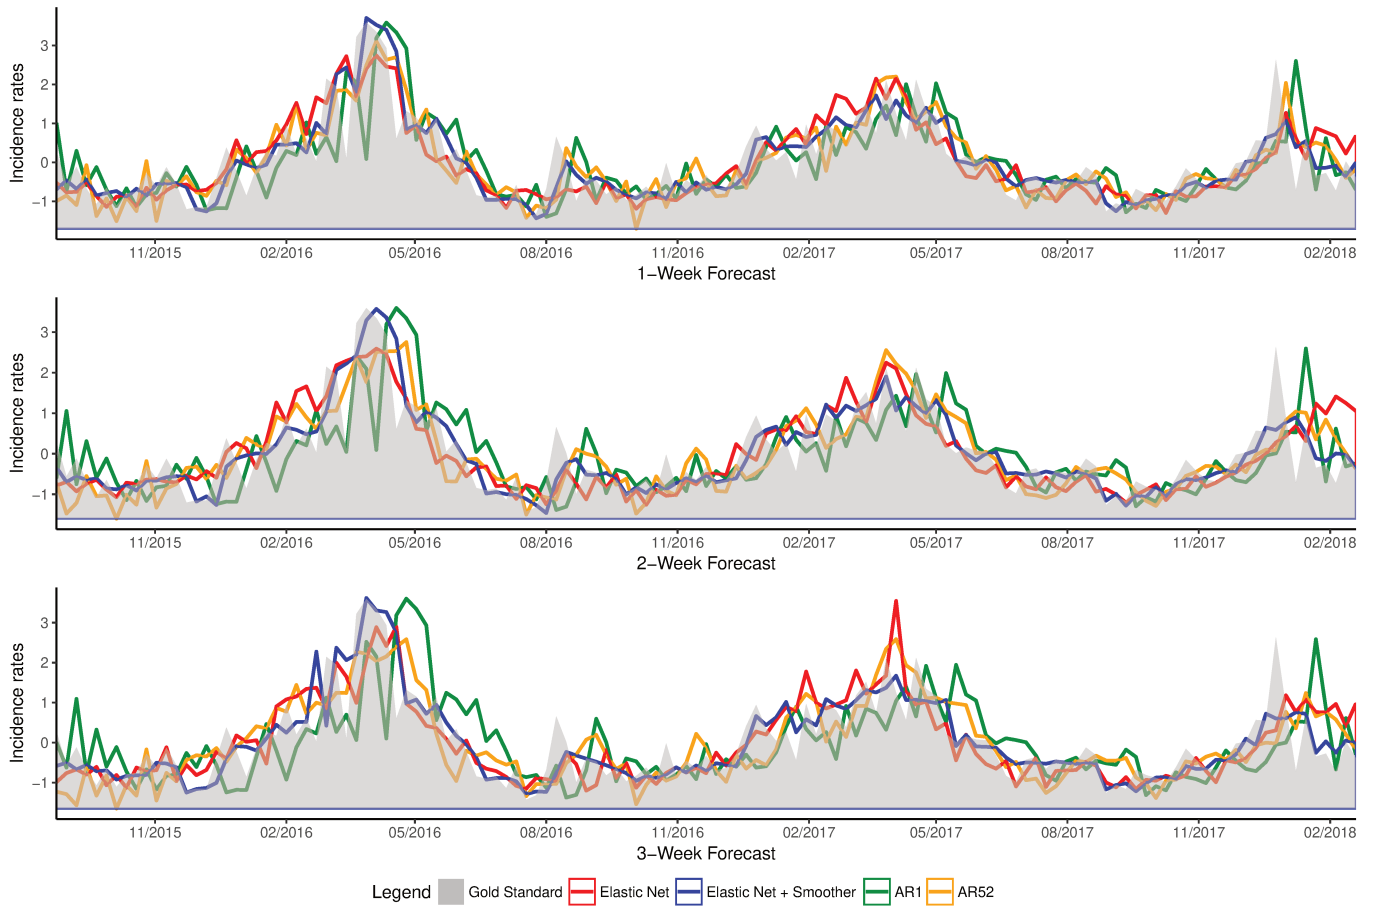 Incidence rates
3
2
1
0
−1
11/2015 02/2016 05/2016 08/2016 11/2016 02/2017 05/2017 08/2017 11/2017 02/2018
1−Week Forecast
Incidence rates
3
2
1
0
−1
11/2015 02/2016 05/2016 08/2016 11/2016 02/2017 05/2017 08/2017 11/2017 02/2018
2−Week Forecast
Incidence rates
3
2
1
0
−1
11/2015 02/2016 05/2016 08/2016 11/2016 02/2017 05/2017 08/2017 11/2017 02/2018
3−Week Forecast
Legend Gold Standard Elastic Net Elastic Net + Smoother AR1 AR52